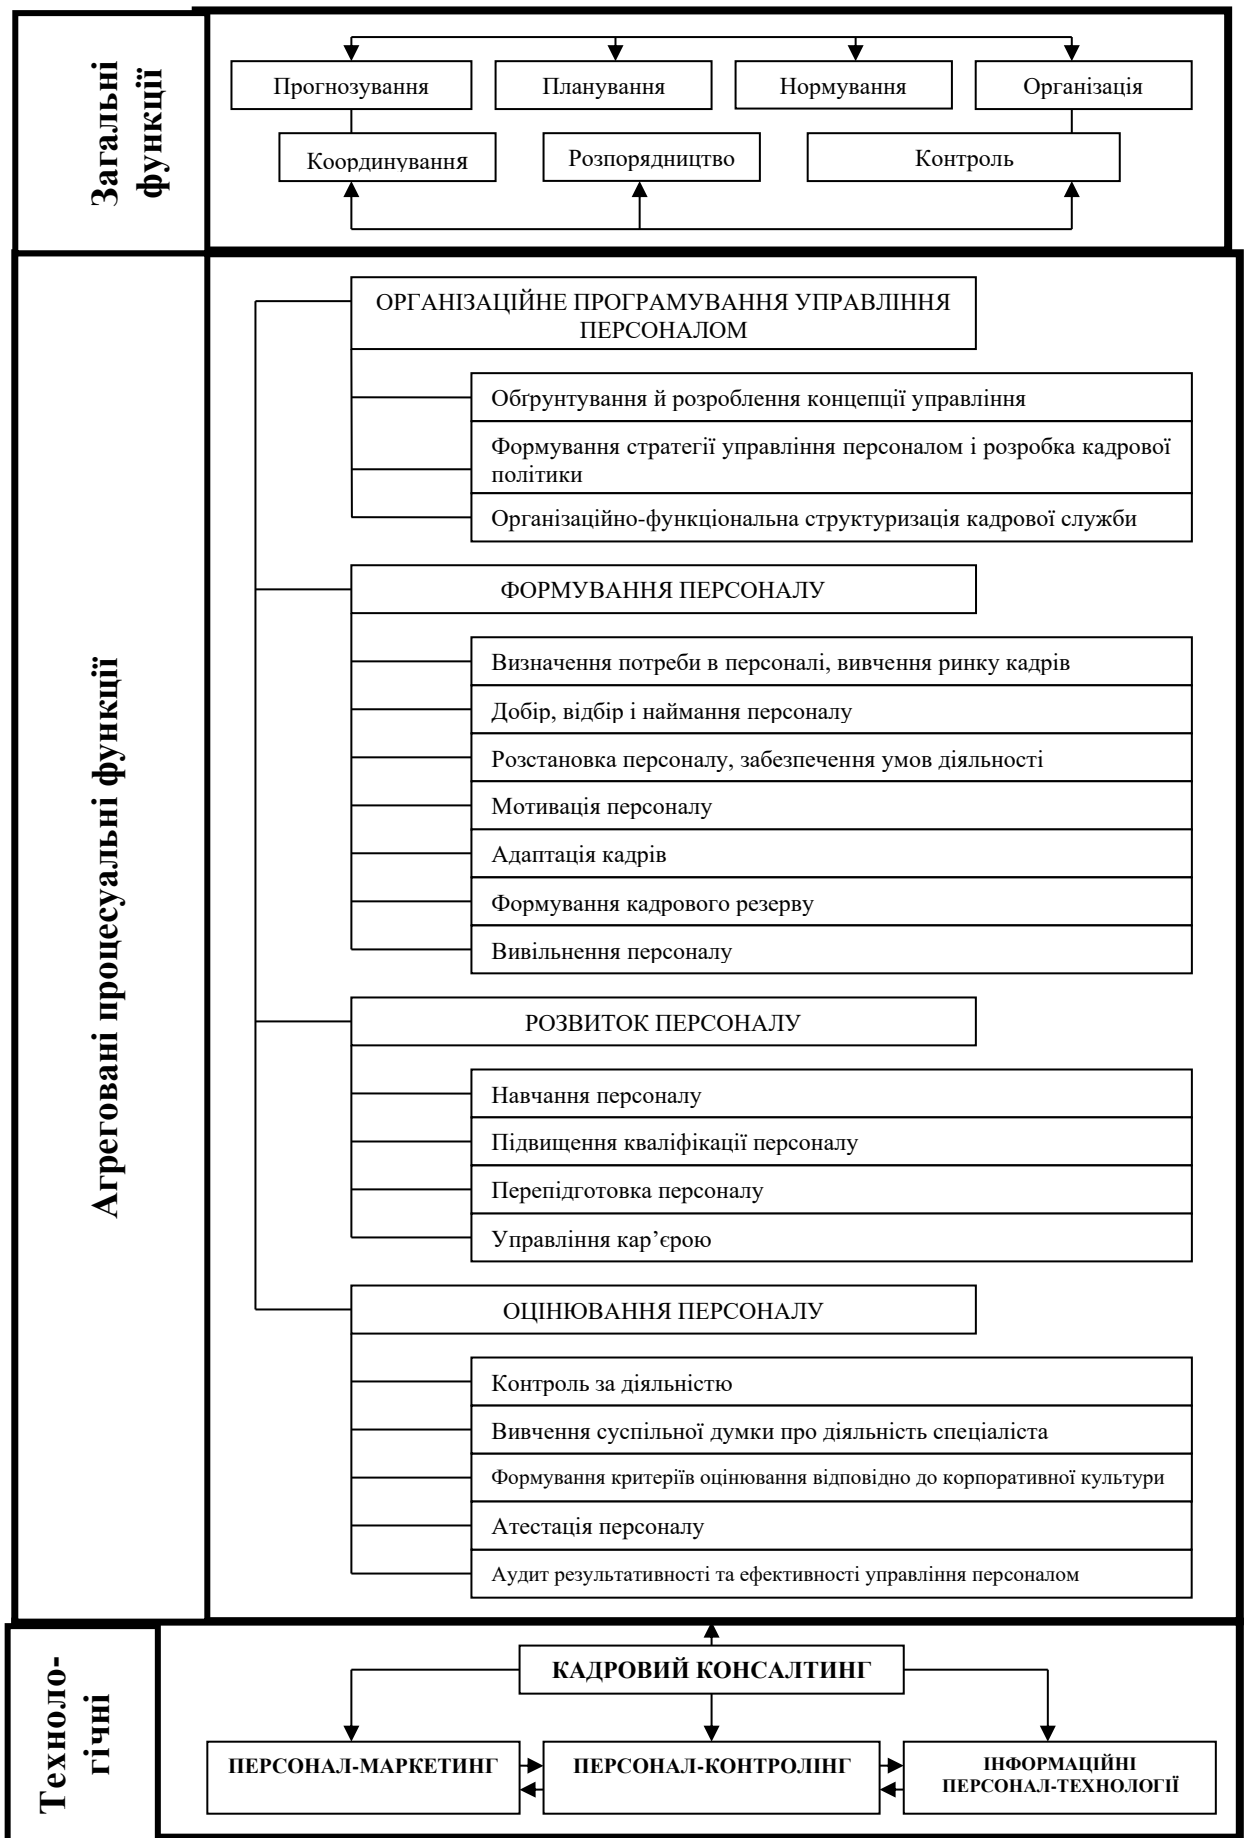 Загальні
функції
Прогнозування
Планування
Нормування
Організація
Координування
Розпорядництво
Контроль
Агреговані процесуальні функції
ОРГАНІЗАЦІЙНЕ ПРОГРАМУВАННЯ УПРАВЛІННЯ
ПЕРСОНАЛОМ
Обґрунтування й розроблення концепції управління
Формування стратегії управління персоналом і розробка кадрової
політики
Організаційно-функціональна структуризація кадрової служби
ФОРМУВАННЯ ПЕРСОНАЛУ
Визначення потреби в персоналі, вивчення ринку кадрів
Добір, відбір і наймання персоналу
Розстановка персоналу, забезпечення умов діяльності
Мотивація персоналу
Адаптація кадрів
Формування кадрового резерву
Вивільнення персоналу
РОЗВИТОК ПЕРСОНАЛУ
Навчання персоналу
Підвищення кваліфікації персоналу
Перепідготовка персоналу
Управління кар’єрою
ОЦІНЮВАННЯ ПЕРСОНАЛУ
Контроль за діяльністю
Вивчення суспільної думки про діяльність спеціаліста
Формування критеріїв оцінювання відповідно до корпоративної культури
Атестація персоналу
Аудит результативності та ефективності управління персоналом
Техноло-
гічні
КАДРОВИЙ КОНСАЛТИНГ
ПЕРСОНАЛ-МАРКЕТИНГ
ПЕРСОНАЛ-КОНТРОЛІНГ
ІНФОРМАЦІЙНІ
ПЕРСОНАЛ-ТЕХНОЛОГІЇ